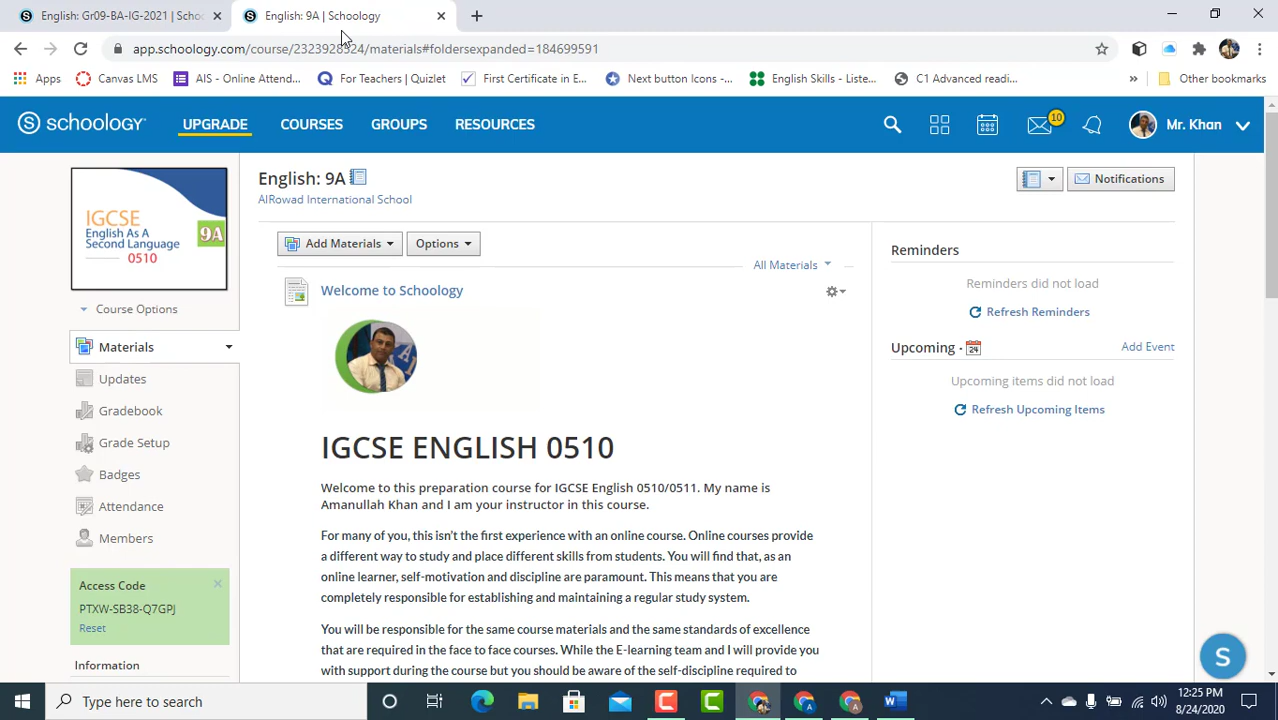 English: Gr09-BA-IG-2021 | Schoo
English: 9A | Schoology
app.schoology.com/course/2323928924/materials#foldersexpanded=184699591
Apps
Canvas LMS
AIS - Online Attend...
For Teachers | Quizlet
First Certificate in E...
Next button Icon -...
English Skills - Liste...
C1 Advanced readi...
»
Other bookmarks
S schoology
UPGRADE
COURSES
GROUPS
RESOURCES
10
Mr. Khan
IGCSE
English As A
Second Language
0510
9A
Course Options
Materials
Updates
Gradebook
Grade Setup
Badges
Attendance
Members
Access Code
PTXW-SB38-Q7GPJ
Reset
Information
English: 9A
AlRowad International School
Notifications
Add Materials
Options
All Materials
Welcome to Schoology
IGCSE ENGLISH 0510
Welcome to this preparation course for IGCSE English 0510/0511. My name is
Amanullah Khan and I am your instructor in this course.
For many of you, this isn't the first experience with an online course. Online courses provide
a different way to study and place different skills from students. You will find that, as an
online learner, self-motivation and discipline are paramount. This means that you are
completely responsible for establishing and maintaining a regular study system.
You will be responsible for the same course materials and the same standards of excellence
that are required in the face to face courses. While the E-learning team and I will provide you
with support during the course but you should be aware of the self-discipline required to
Reminders
Reminders did not load
Refresh Reminders
Upcoming · 24
Add Event
Upcoming items did not load
Refresh Upcoming Items
S
Type here to search
12:25 PM
8/24/2020